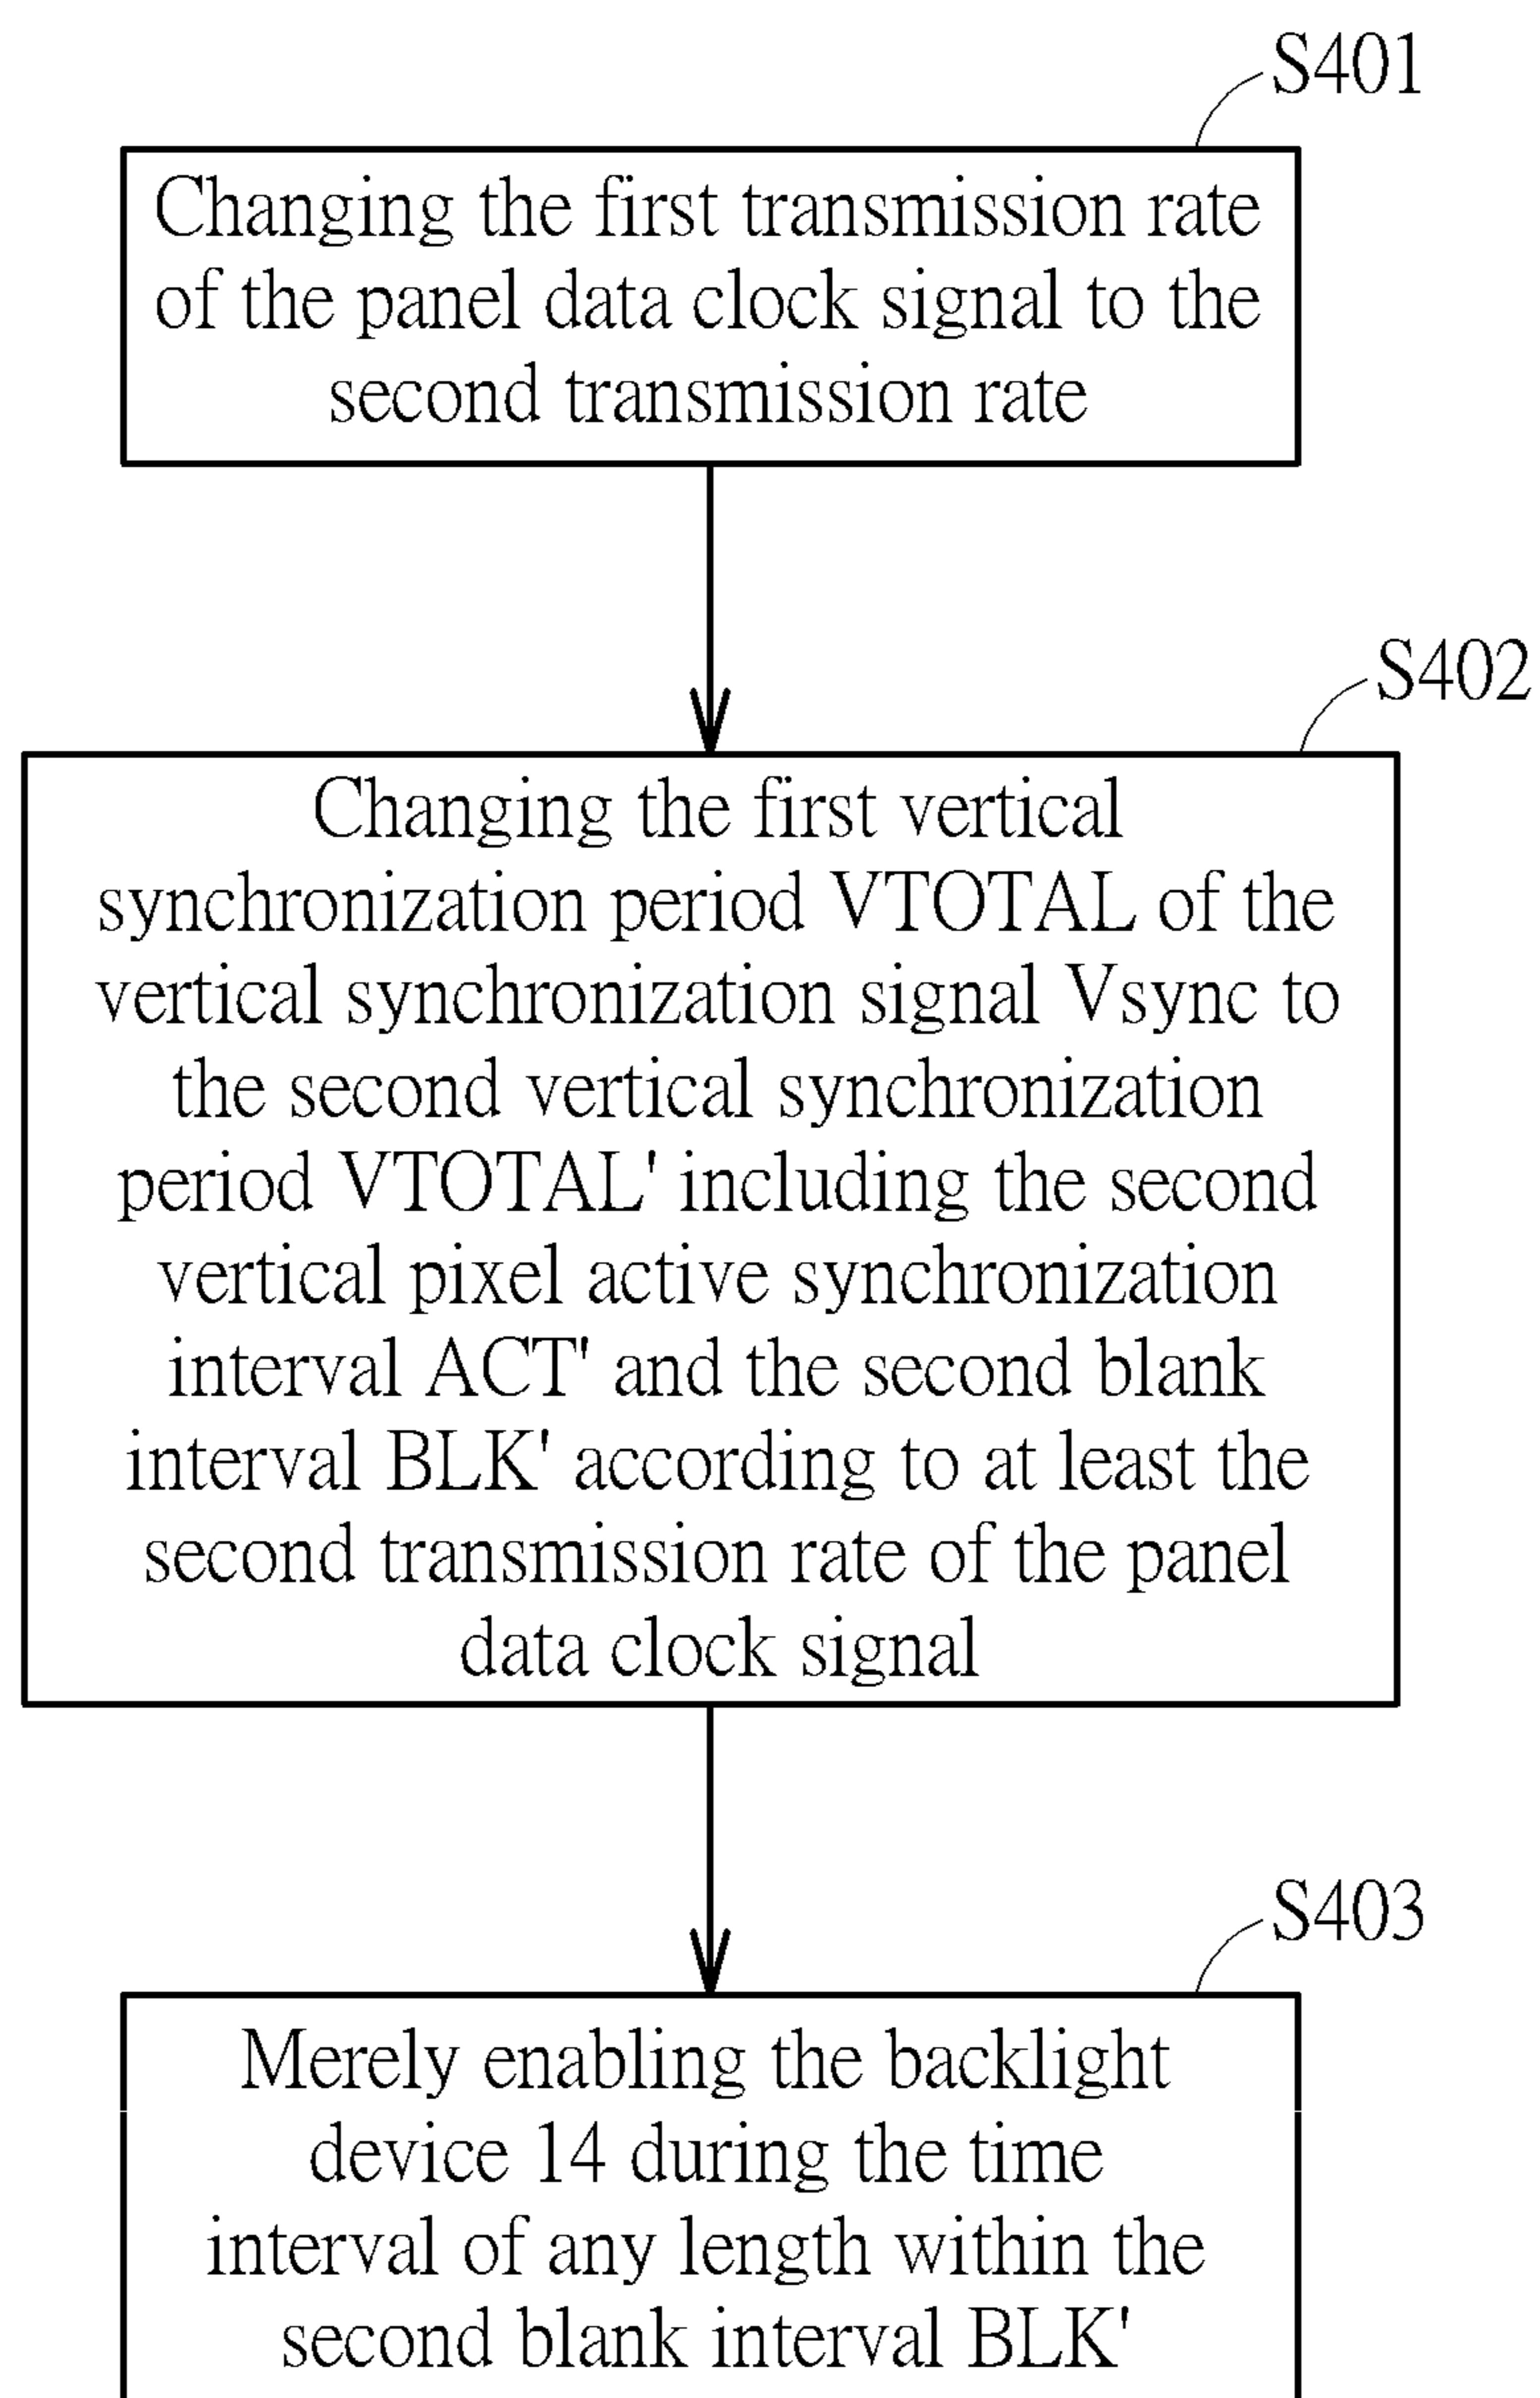 S401
Changing the first transmission rate
of the panel data clock signal to the
second transmission rate
S402
Changing the first vertical
synchronization period VTOTAL of the
vertical synchronization signal Vsync to
the second vertical synchronization
period VTOTAL' including the second
vertical pixel active synchronization
interval ACT' and the second blank
interval BLK' according to at least the
second transmission rate of the panel
data clock signal
S403
Merely enabling the backlight
device 14 during the time
interval of any length within the
second blank interval BLK'